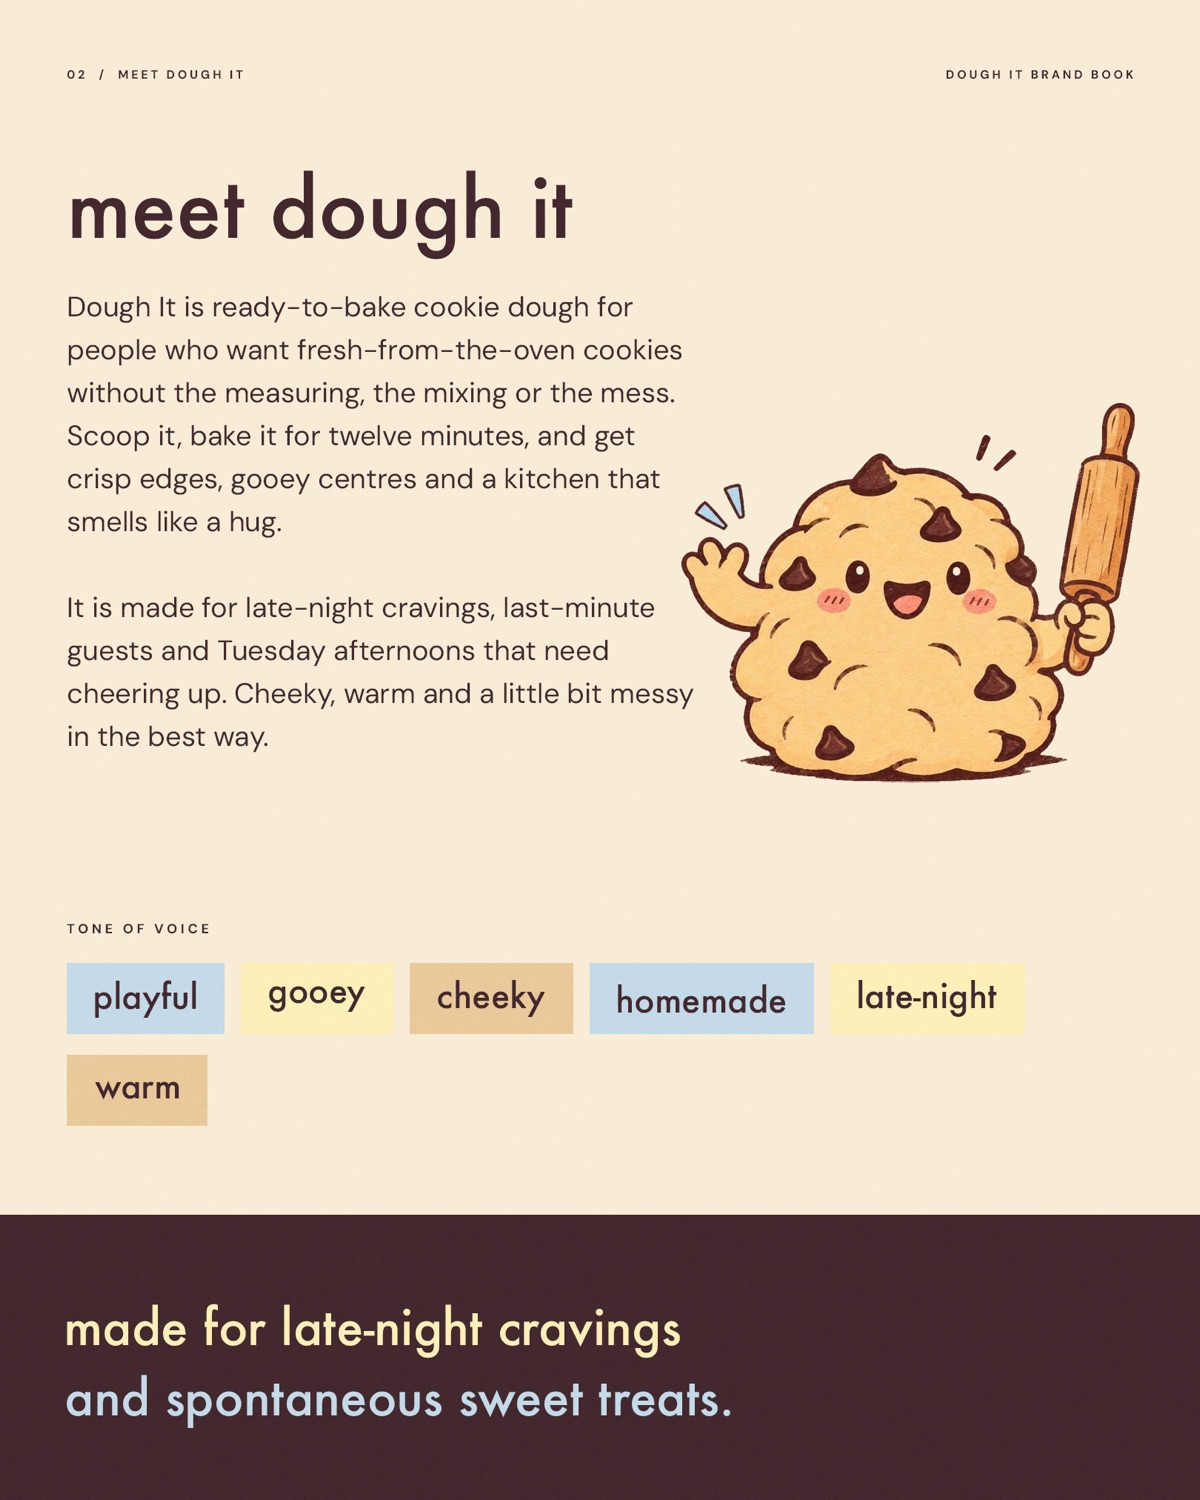 02 / MEET DOUGH IT
DOUGH IT BRAND BOOK
meet dough it
Dough It is ready-to-bake cookie dough for
people who want fresh-from-the-oven cookies
without the measuring, the mixing or the mess.
Scoop it, bake it for twelve minutes, and get
crisp edges, gooey centres and a kitchen that
smells like a hug.
It is made for late-night cravings, last-minute
guests and Tuesday afternoons that need
cheering up. Cheeky, warm and a little bit messy
in the best way.
TONE OF VOICE
playful
gooey
cheeky
homemade
late-night
warm
made for late-night cravings
and spontaneous sweet treats.